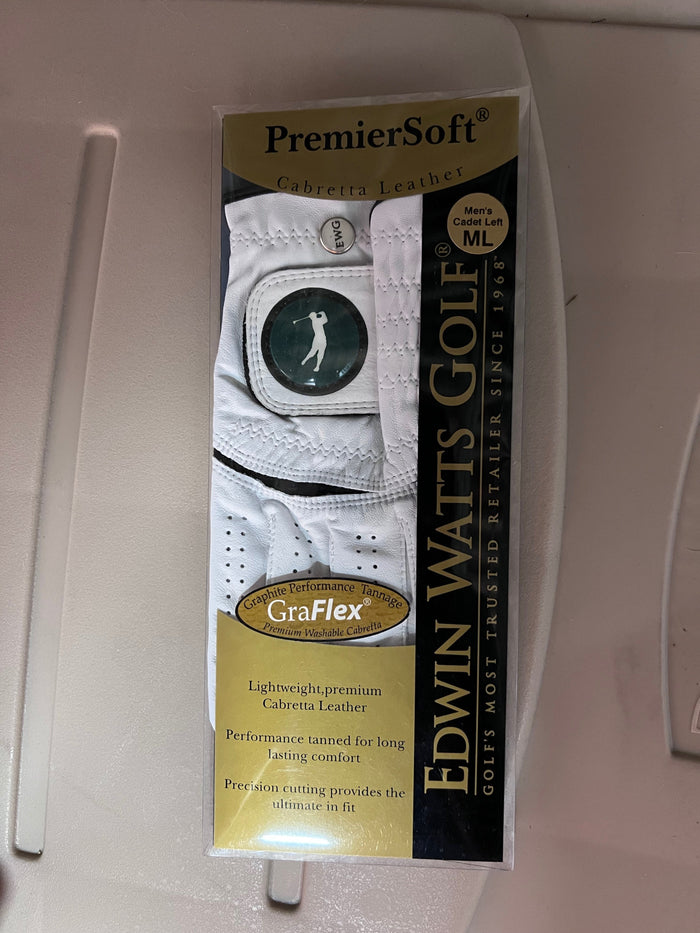 PremierSoft®
Cabretta Leather
Men's
Cadet Left
ML
EWG
EDWIN WATTS GOLF®
GOLF'S MOST TRUSTED RETAILER SINCE 1968™
Graphite Performance Tannage
GraFlex®
Premium Washable Cabretta
Lightweight,premium
Cabretta Leather
Performance tanned for long
lasting comfort
Precision cutting provides the
ultimate in fit